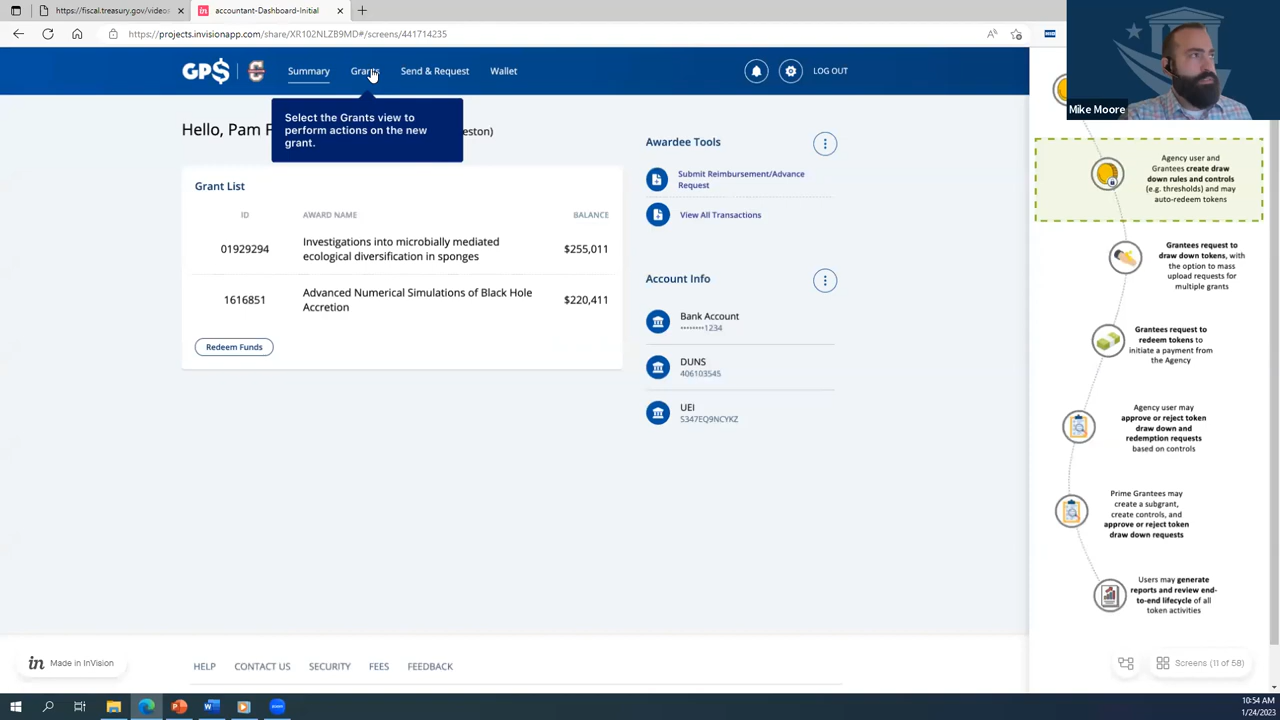 https://fiscal.treasury.gov/videos
accountant-Dashboard-Initial
https://projects.invisionapp.com/share/XR102NLZB9MD#/screens/441714235
Mike Moore
GP$
Summary
Grants
Send & Request
Wallet
LOG OUT
Select the Grants view to
perform actions on the new
grant.
Hello, Pam
Grant List
ID
AWARD NAME
BALANCE
01929294
Investigations into microbially mediated
ecological diversification in sponges
$255,011
1616851
Advanced Numerical Simulations of Black Hole
Accretion
$220,411
Redeem Funds
Awardee Tools
Submit Reimbursement/Advance
Request
View All Transactions
Account Info
Bank Account
••••••••1234
DUNS
406103545
UEI
S347EQ9NCYKZ
Agency user and
Grantees create draw
down rules and controls
(e.g. thresholds) and may
auto-redeem tokens
Grantees request to
draw down tokens, with
the option to mass
upload requests for
multiple grants
Grantees request to
redeem tokens to
initiate a payment from
the Agency
Agency user may
approve or reject token
draw down and
redemption requests
based on controls
Prime Grantees may
create a subgrant,
create controls, and
approve or reject token
draw down requests
Users may generate
reports and review end-
to-end lifecycle of all
token activities
in Made in InVision
HELP
CONTACT US
SECURITY
FEES
FEEDBACK
Screens (11 of 58)
10:54 AM
1/24/2023